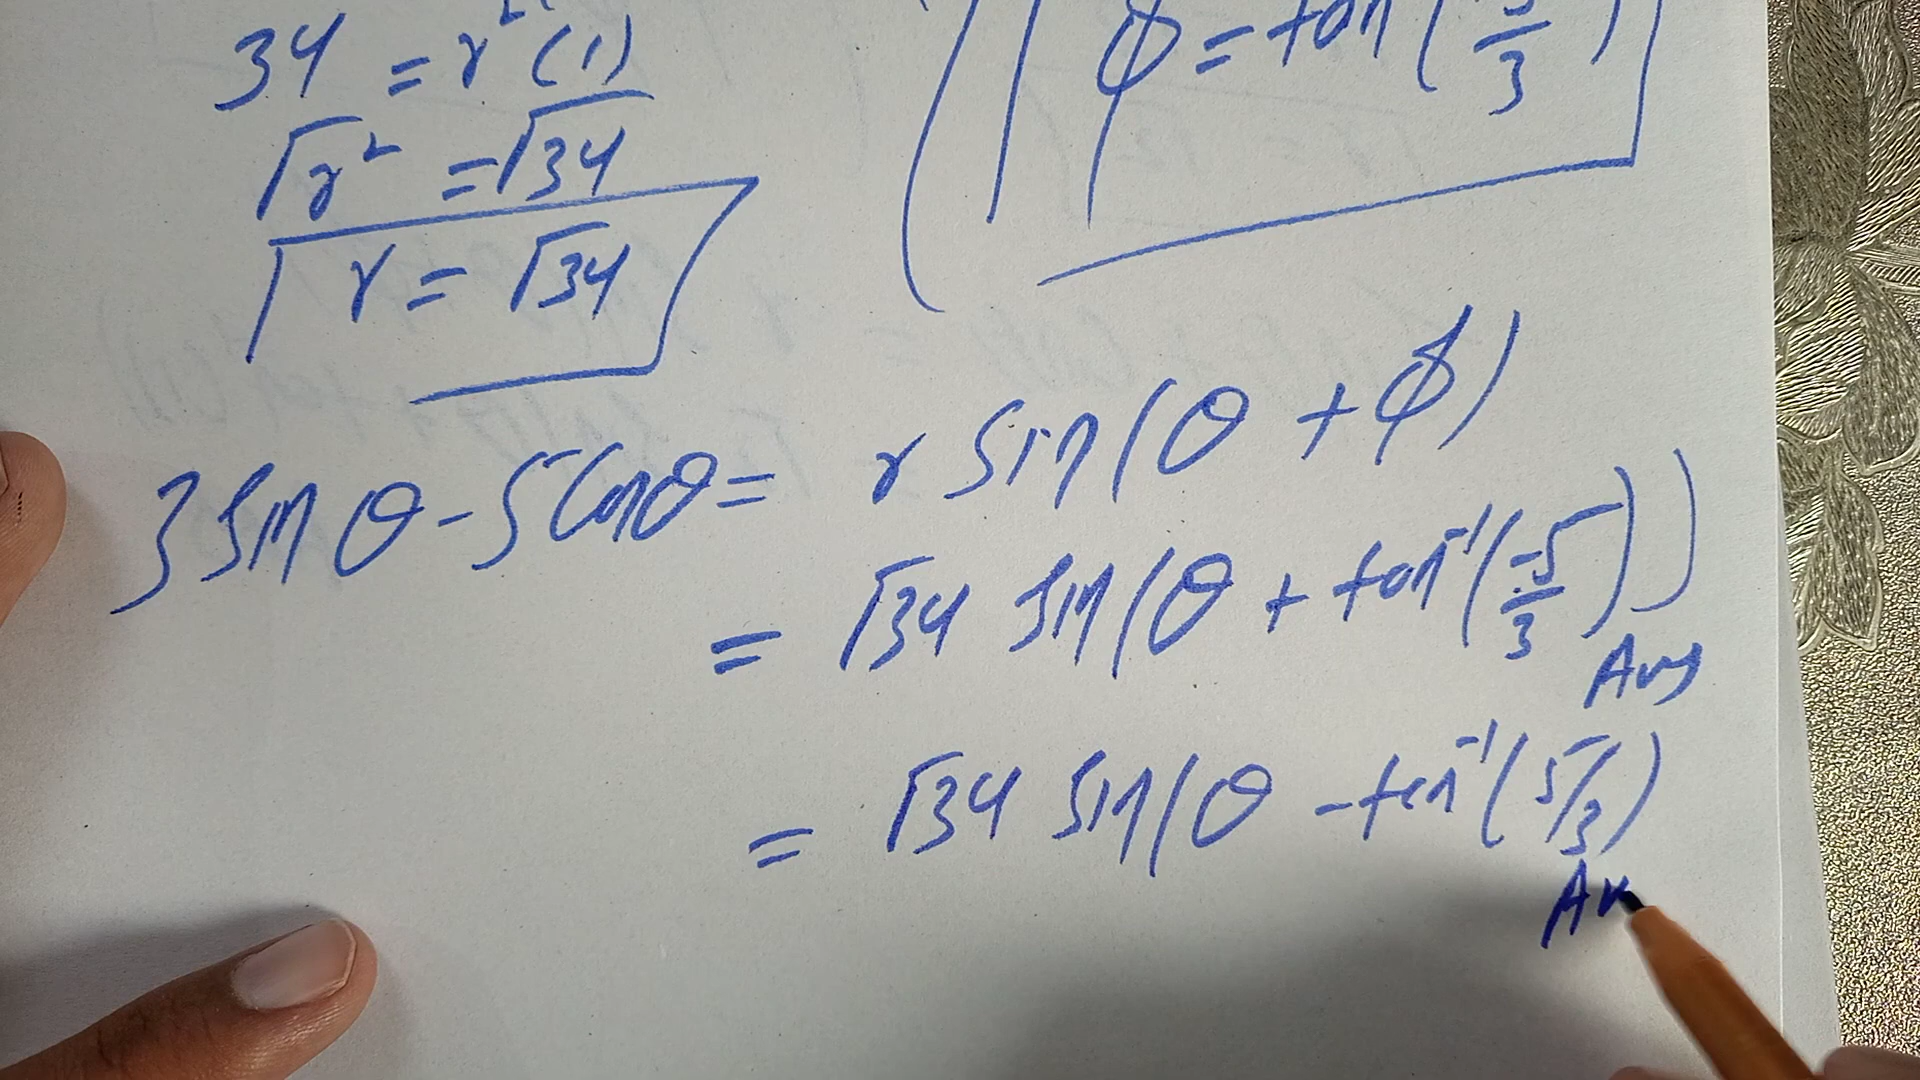 34 = r²(1)
√r² = √34
r = √34
φ = tan (5/3)
3 Sin θ - 5 Cos θ = r Sin(θ + φ)
= √34 Sin(θ + tan⁻¹(-5/3))
Ans
= √34 Sin(θ - tan⁻¹(5/3)
An